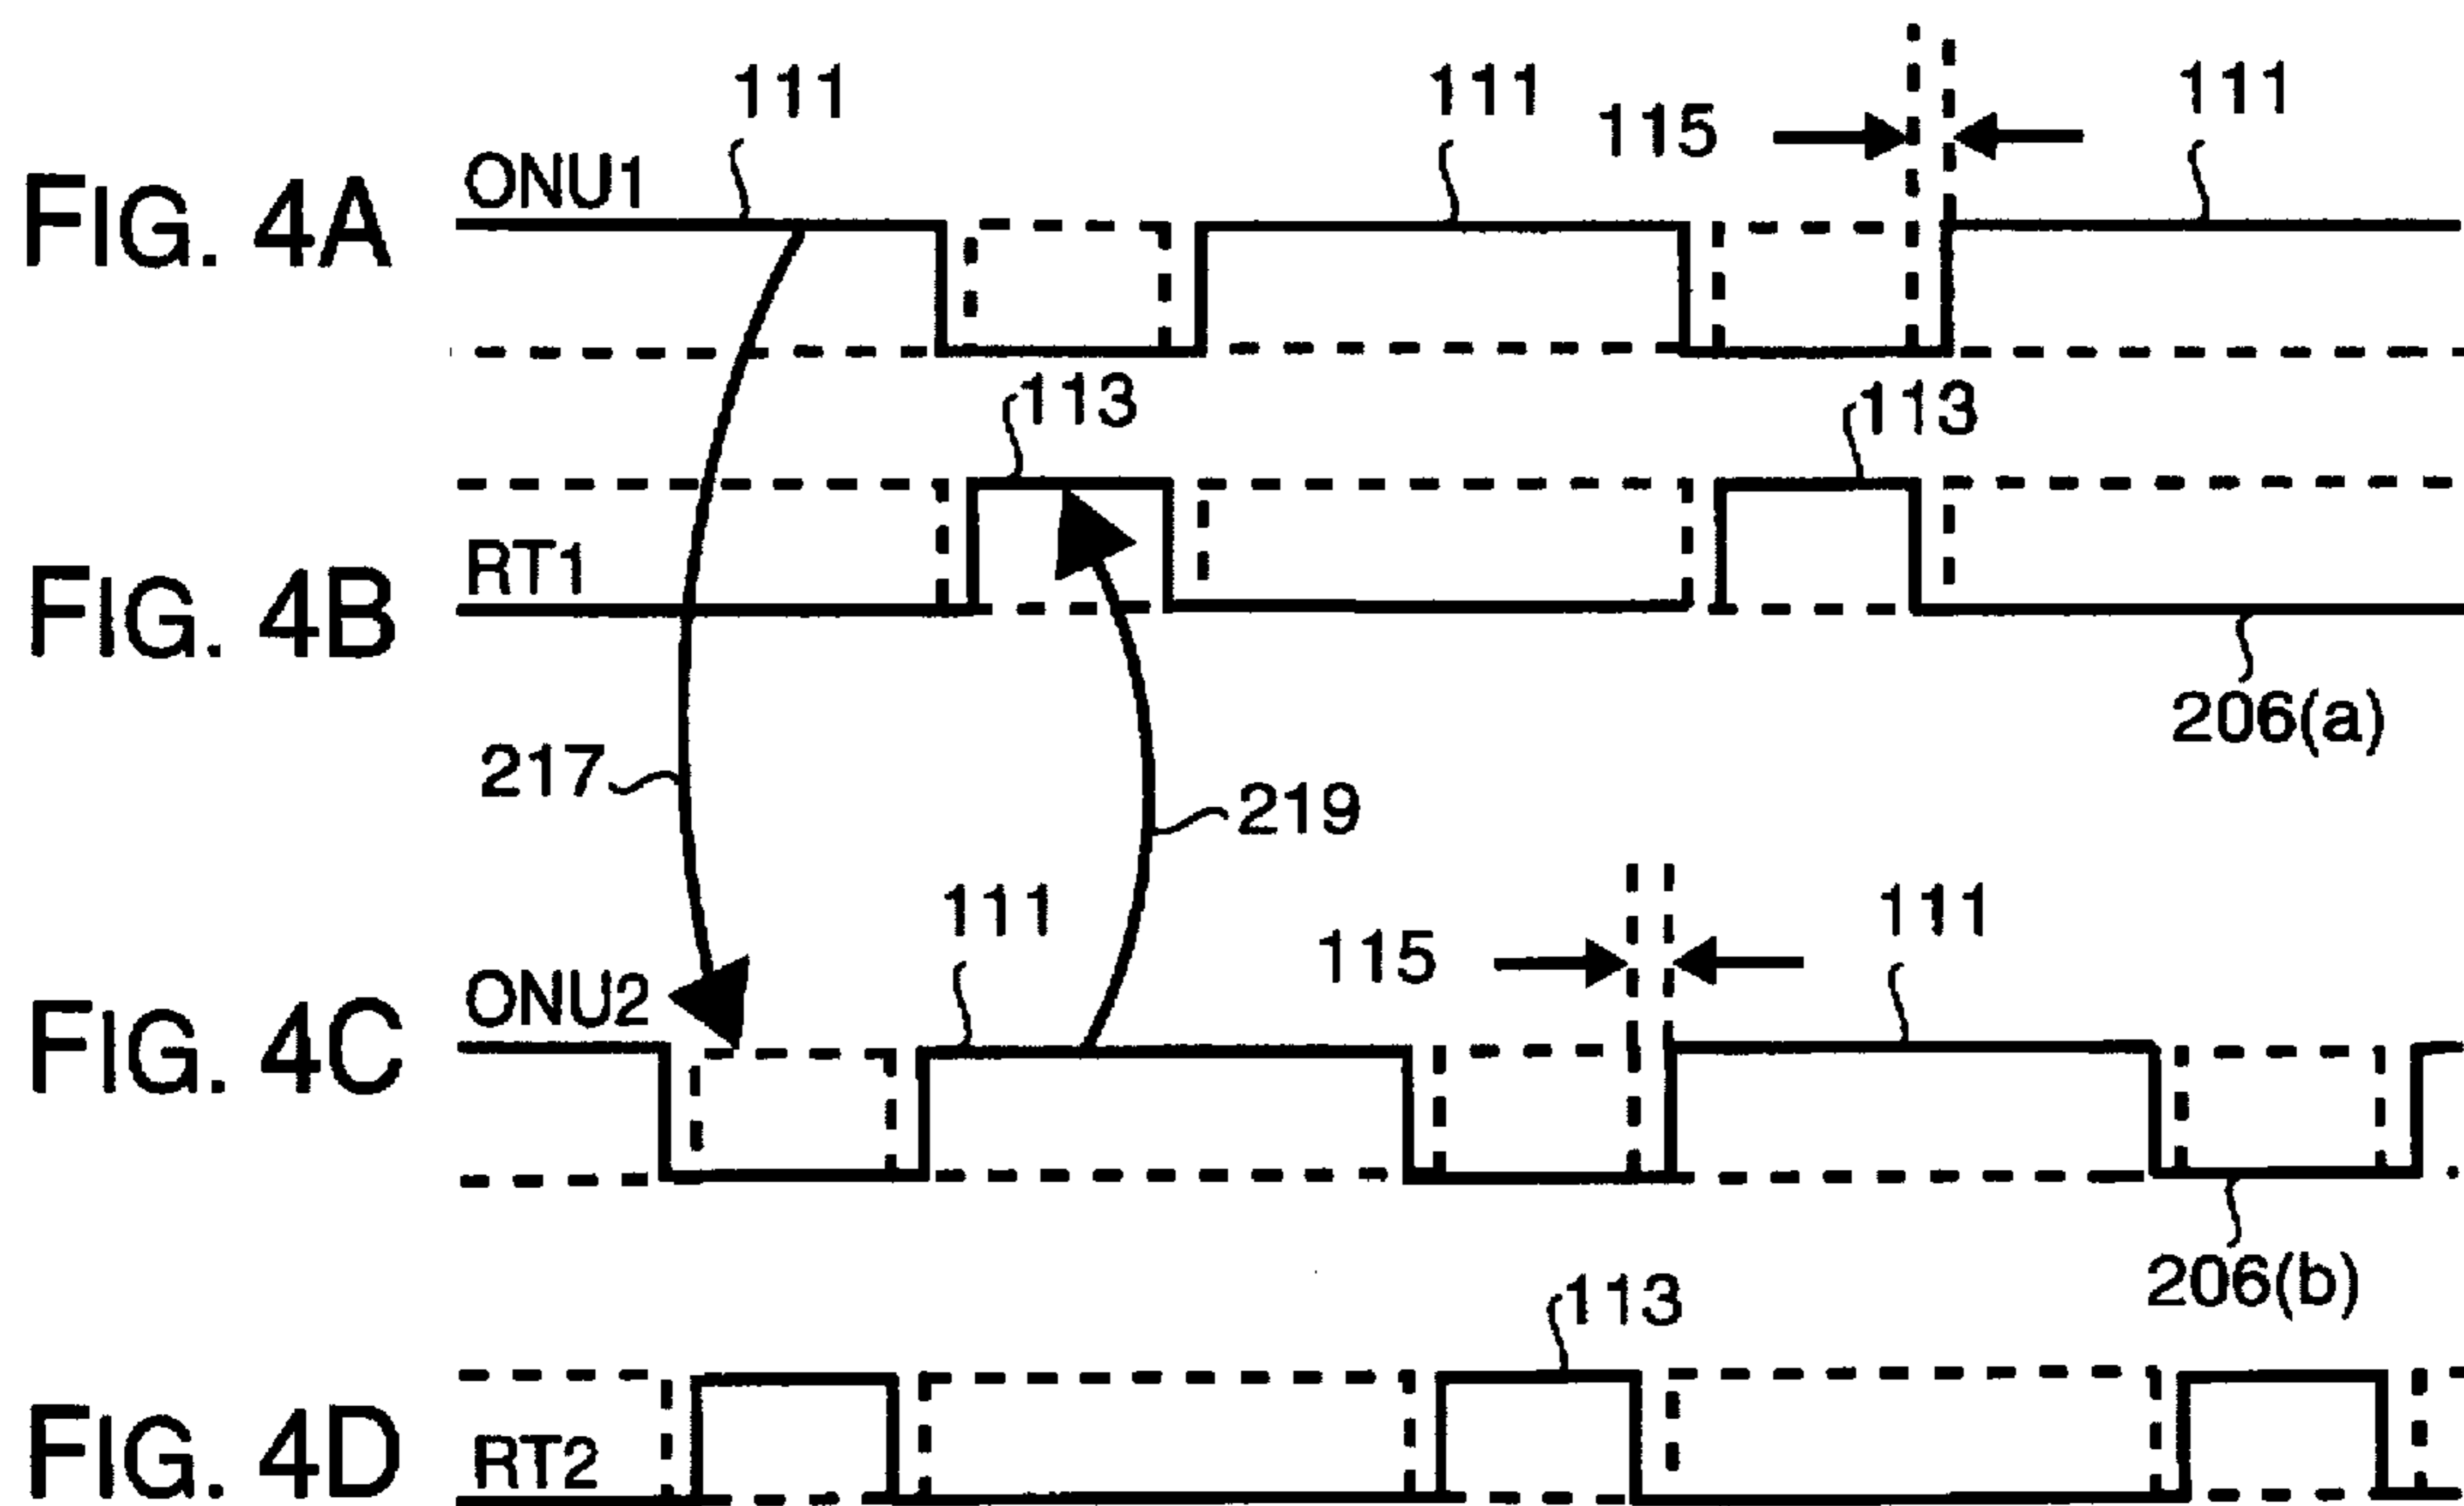 111 111 111
115
ONU1
FIG. 4A
113 113
RT1
FIG. 4B
206(a)
217 219
111 111
115
ONU2
FIG. 4C
206(b)
113
RT2
FIG. 4D